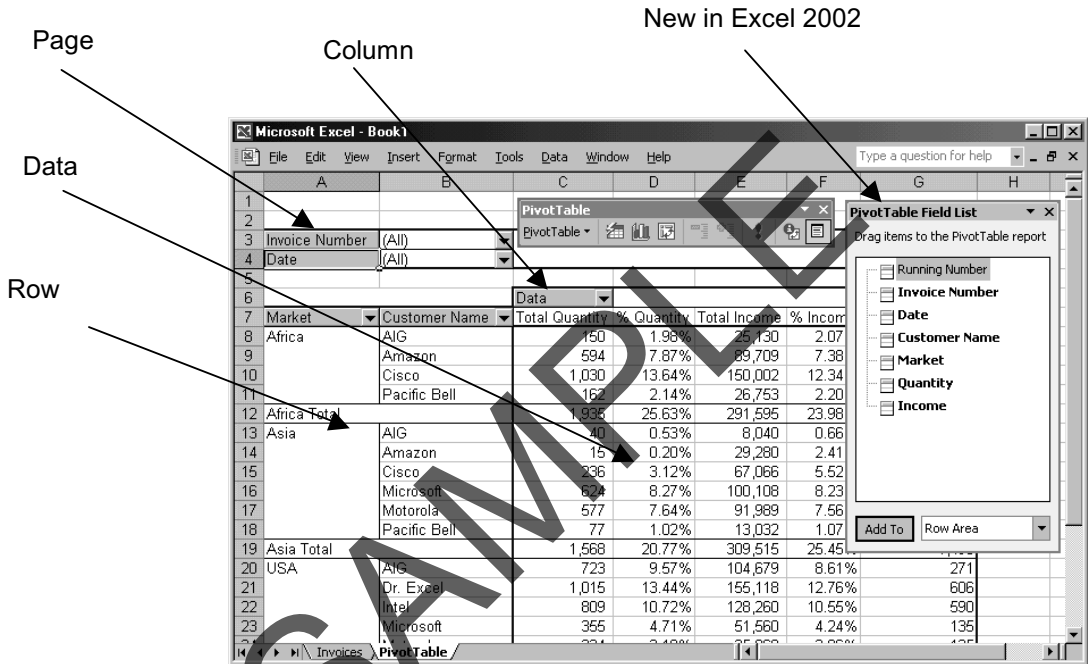 New in Excel 2002
Page
Column
Data
Row
Microsoft Excel - Book1
File Edit View Insert Format Tools Data Window Help Type a question for help
A B C D E F G H
1
2
3 Invoice Number (All)
4 Date (All)
5
6 Data
7 Market Customer Name Total Quantity % Quantity Total Income % Incom
8 Africa AIG 150 1.98% 25,130 2.07
9 Amazon 594 7.87% 89,709 7.38
10 Cisco 1,030 13.64% 150,002 12.34
11 Pacific Bell 162 2.14% 26,753 2.20
12 Africa Total 1,935 25.63% 291,595 23.98
13 Asia AIG 40 0.53% 8,040 0.66
14 Amazon 15 0.20% 29,280 2.41
15 Cisco 236 3.12% 67,066 5.52
16 Microsoft 624 8.27% 100,108 8.23
17 Motorola 577 7.64% 91,989 7.56
18 Pacific Bell 77 1.02% 13,032 1.07
19 Asia Total 1,568 20.77% 309,515 25.45%
20 USA AIG 723 9.57% 104,679 8.61% 271
21 Dr. Excel 1,015 13.44% 155,118 12.76% 606
22 Intel 809 10.72% 128,260 10.55% 590
23 Microsoft 355 4.71% 51,560 4.24% 135
PivotTable
PivotTable
PivotTable Field List
Drag items to the PivotTable report
Running Number
Invoice Number
Date
Customer Name
Market
Quantity
Income
Add To Row Area
Invoices PivotTable
SAMPLE